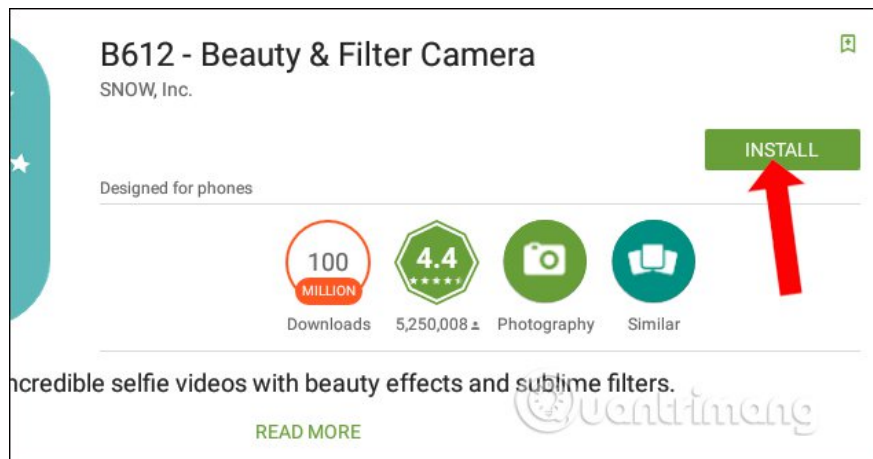 B612 - Beauty & Filter Camera
SNOW, Inc.
INSTALL
Designed for phones
100
MILLION
Downloads
4.4
5,250,008
Photography
Similar
ncredible selfie videos with beauty effects and sublime filters.
READ MORE
Quantrimang